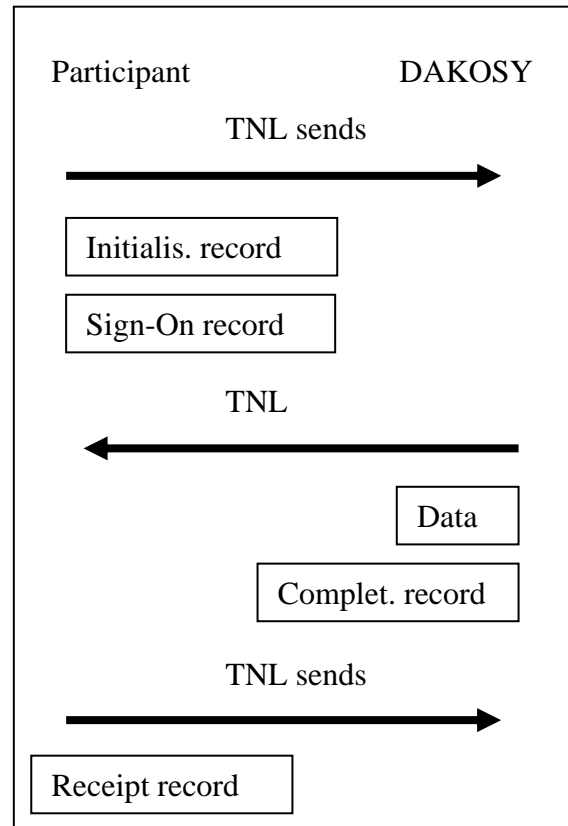 Participant DAKOSY
TNL sends
Initialis. record
Sign-On record
TNL
Data
Complet. record
TNL sends
Receipt record